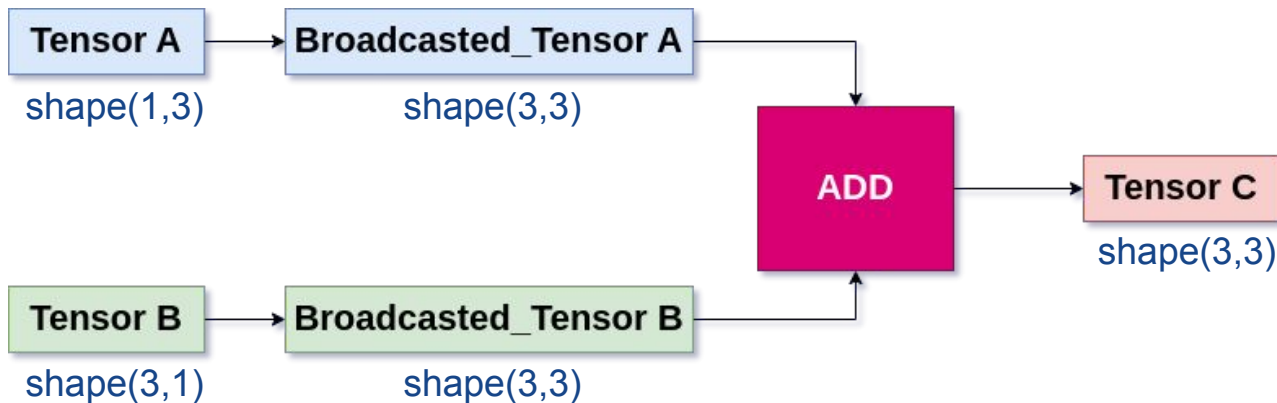 Tensor A
shape(1,3)
Broadcasted_Tensor A
shape(3,3)
ADD
Tensor C
shape(3,3)
Tensor B
shape(3,1)
Broadcasted_Tensor B
shape(3,3)